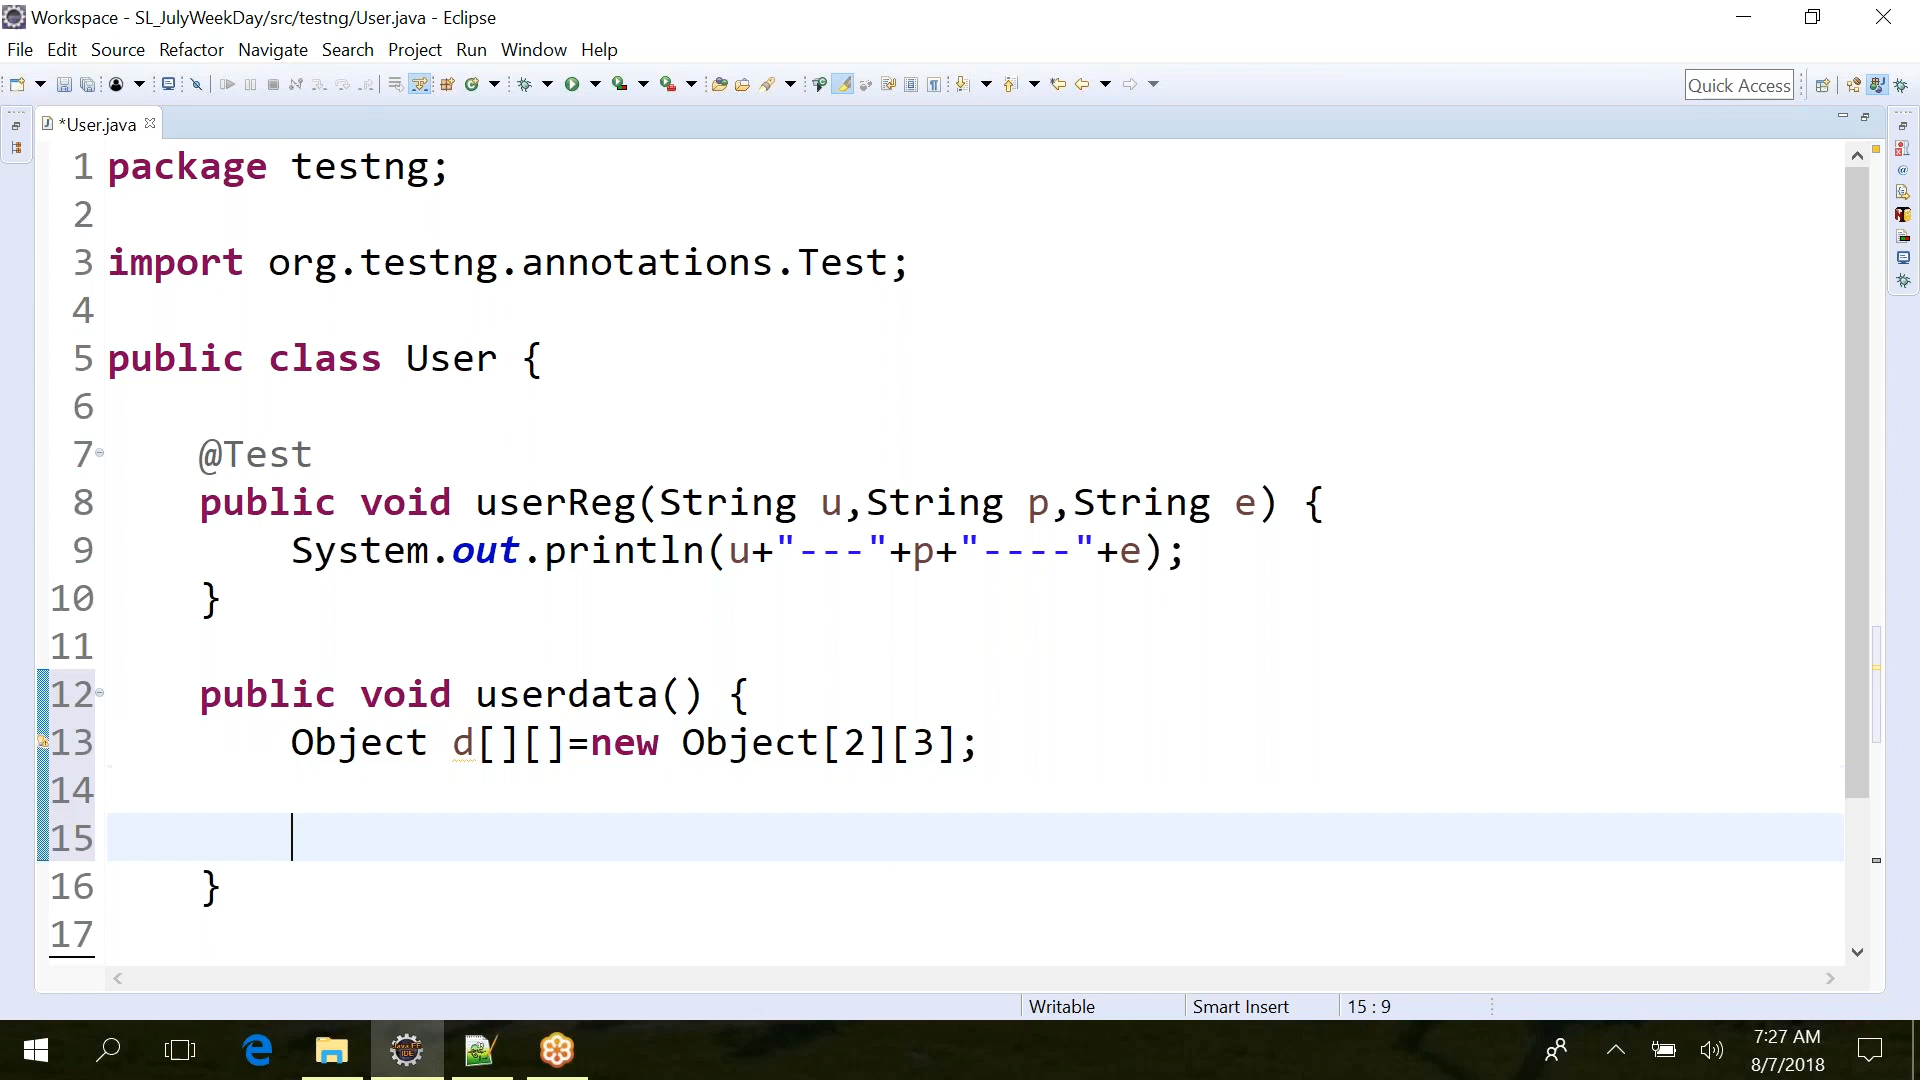 Workspace - SL_JulyWeekDay/src/testng/User.java - Eclipse
File Edit Source Refactor Navigate Search Project Run Window Help
Quick Access
*User.java
1 package testng;
2
3 import org.testng.annotations.Test;
4
5 public class User {
6
7 @Test
8 public void userReg(String u,String p,String e) {
9 System.out.println(u+"---"+p+"----"+e);
10 }
11
12 public void userdata() {
13 Object d[][]=new Object[2][3];
14
15
16 }
17
Writable Smart Insert 15 : 9
7:27 AM
8/7/2018